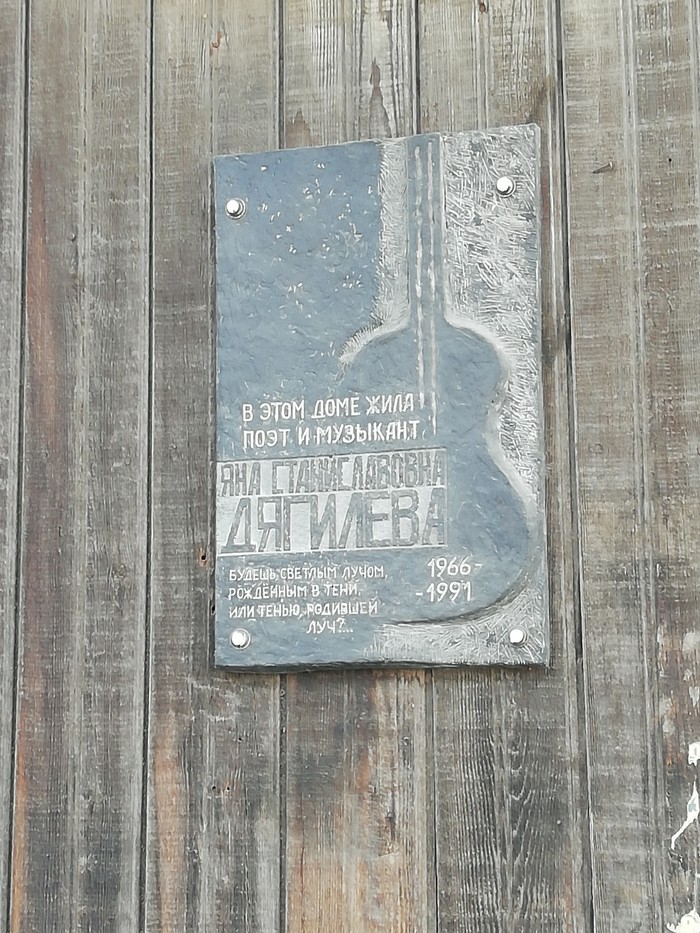 В ЭТОМ ДОМЕ ЖИЛА
ПОЭТ И МУЗЫКАНТ
ЯНА СТАНИСЛАВОВНА
ДЯГИЛЕВА
1966-
-1991
БУДЕШЬ СВЕТЛЫМ ЛУЧОМ,
РОЖДЁННЫМ В ТЕНИ,
ИЛИ ТЕНЬЮ, РОДИВШЕЙ
ЛУЧ?...